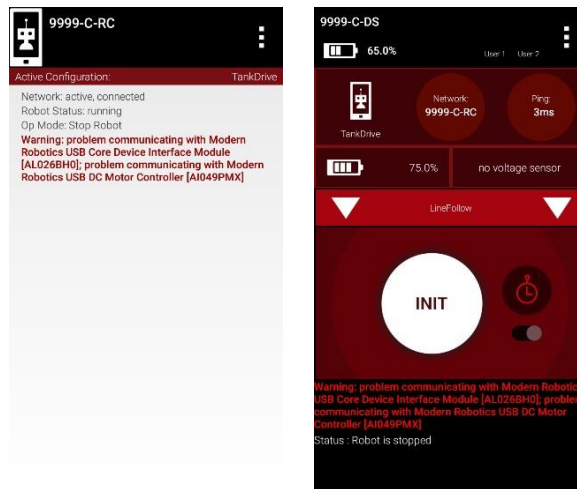 9999-C-RC
Active Configuration: TankDrive
Network: active, connected
Robot Status: running
Op Mode: Stop Robot
Warning: problem communicating with Modern
Robotics USB Core Device Interface Module
[AL026BH0]; problem communicating with Modern
Robotics USB DC Motor Controller [AI049PMX]
9999-C-DS
65.0% User 1 User 2
TankDrive
Network:
9999-C-RC
Ping:
3ms
75.0% no voltage sensor
LineFollow
INIT
Warning: problem communicating with Modern Robotic
USB Core Device Interface Module [AL026BH0]; problem
communicating with Modern Robotics USB DC Motor
Controller [AI049PMX]
Status : Robot is stopped